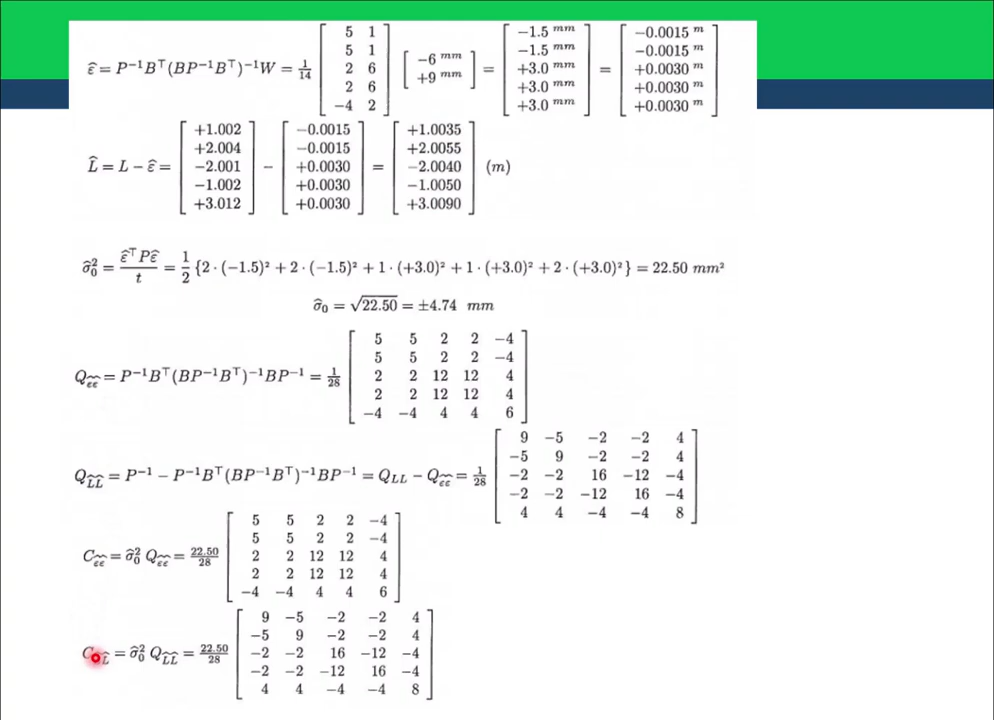 ε̂ = P⁻¹Bᵀ(BP⁻¹Bᵀ)⁻¹W = 1/14 [5 1; 5 1; 2 6; 2 6; −4 2] [−6 mm; +9 mm] = [−1.5 mm; −1.5 mm; +3.0 mm; +3.0 mm; +3.0 mm] = [−0.0015 m; −0.0015 m; +0.0030 m; +0.0030 m; +0.0030 m]
L̂ = L − ε̂ = [+1.002; +2.004; −2.001; −1.002; +3.012] − [−0.0015; −0.0015; +0.0030; +0.0030; +0.0030] = [+1.0035; +2.0055; −2.0040; −1.0050; +3.0090] (m)
σ̂₀² = ε̂ᵀPε̂/t = 1/2 {2·(−1.5)² + 2·(−1.5)² + 1·(+3.0)² + 1·(+3.0)² + 2·(+3.0)²} = 22.50 mm²
σ̂₀ = √22.50 = ±4.74 mm
Q_ε̂ε̂ = P⁻¹Bᵀ(BP⁻¹Bᵀ)⁻¹BP⁻¹ = 1/28 [5 5 2 2 −4; 5 5 2 2 −4; 2 2 12 12 4; 2 2 12 12 4; −4 −4 4 4 6]
Q_L̂L̂ = P⁻¹ − P⁻¹Bᵀ(BP⁻¹Bᵀ)⁻¹BP⁻¹ = Q_LL − Q_ε̂ε̂ = 1/28 [9 −5 −2 −2 4; −5 9 −2 −2 4; −2 −2 16 −12 −4; −2 −2 −12 16 −4; 4 4 −4 −4 8]
C_ε̂ε̂ = σ̂₀² Q_ε̂ε̂ = 22.50/28 [5 5 2 2 −4; 5 5 2 2 −4; 2 2 12 12 4; 2 2 12 12 4; −4 −4 4 4 6]
C_L̂L̂ = σ̂₀² Q_L̂L̂ = 22.50/28 [9 −5 −2 −2 4; −5 9 −2 −2 4; −2 −2 16 −12 −4; −2 −2 −12 16 −4; 4 4 −4 −4 8]